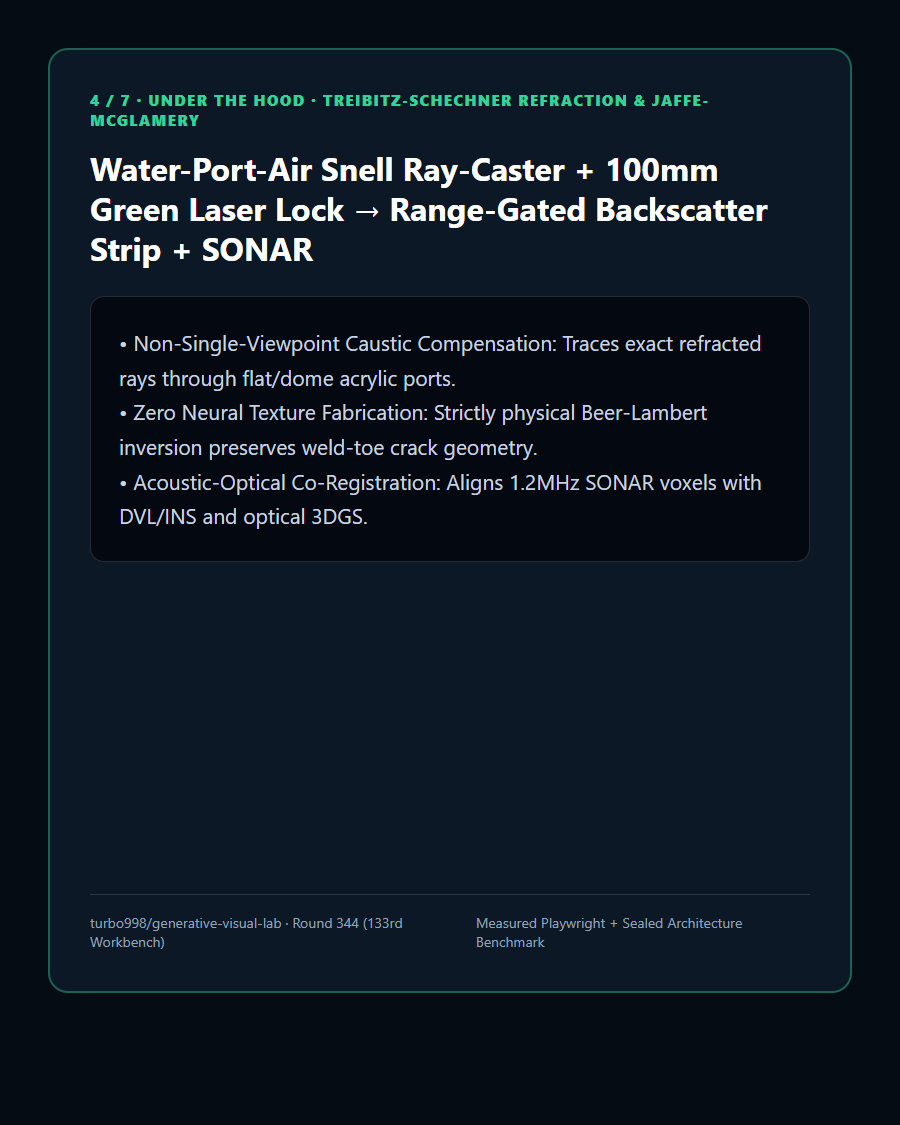 4 / 7 · UNDER THE HOOD · TREIBITZ-SCHECHNER REFRACTION & JAFFE-
MCGLAMERY
Water-Port-Air Snell Ray-Caster + 100mm
Green Laser Lock → Range-Gated Backscatter
Strip + SONAR
• Non-Single-Viewpoint Caustic Compensation: Traces exact refracted
rays through flat/dome acrylic ports.
• Zero Neural Texture Fabrication: Strictly physical Beer-Lambert
inversion preserves weld-toe crack geometry.
• Acoustic-Optical Co-Registration: Aligns 1.2MHz SONAR voxels with
DVL/INS and optical 3DGS.
turbo998/generative-visual-lab · Round 344 (133rd
Workbench)
Measured Playwright + Sealed Architecture
Benchmark